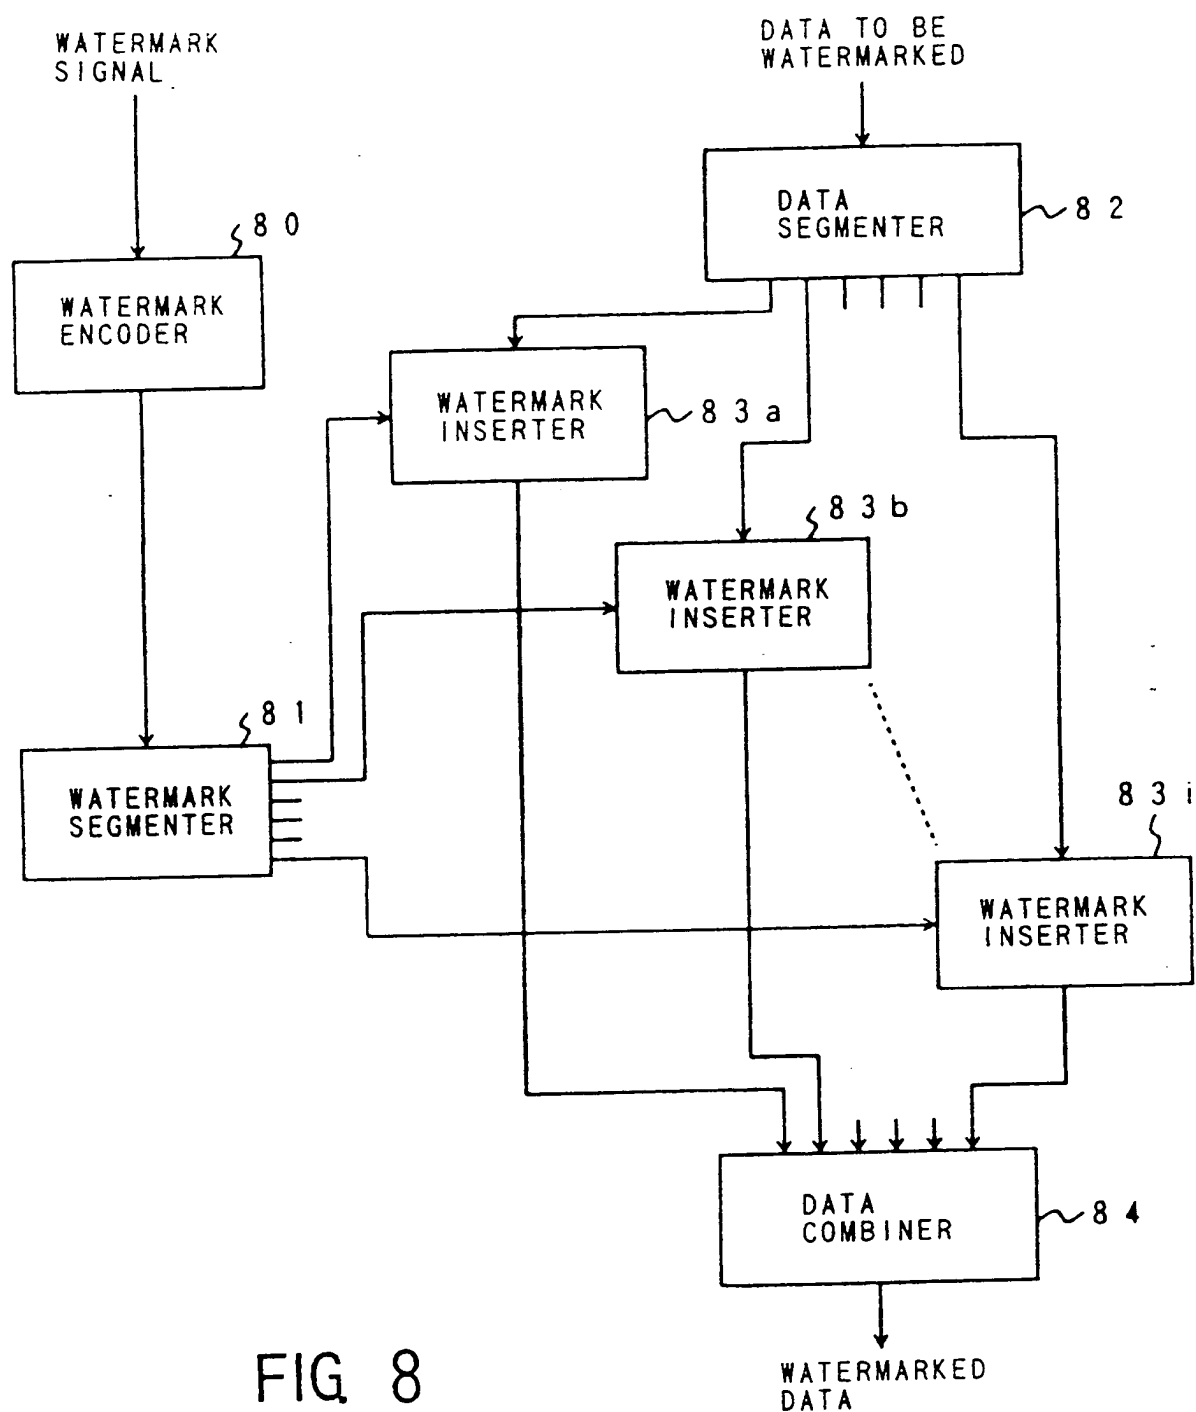 WATERMARK
SIGNAL
DATA TO BE
WATERMARKED
80
WATERMARK
ENCODER
DATA
SEGMENTER
82
WATERMARK
INSERTER
83a
83b
WATERMARK
INSERTER
81
WATERMARK
SEGMENTER
83i
WATERMARK
INSERTER
DATA
COMBINER
84
WATERMARKED
DATA
FIG. 8